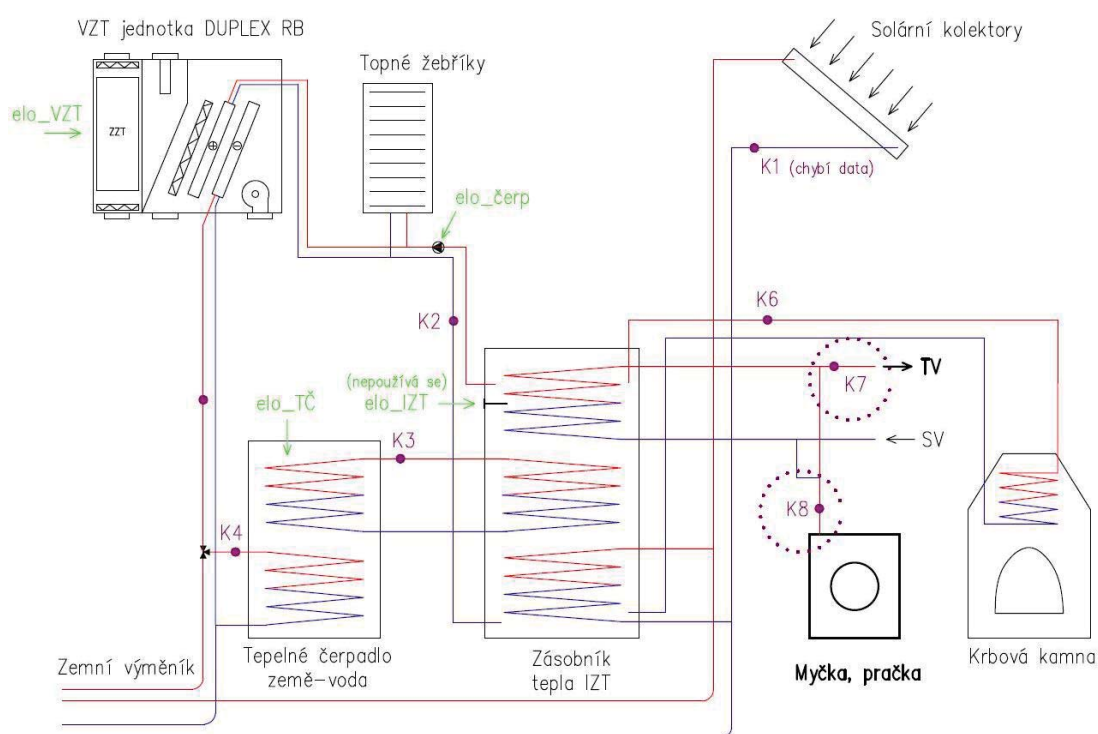 VZT jednotka DUPLEX RB
Solární kolektory
Topné žebříky
elo_VZT
ZZT
K1 (chybí data)
elo_čerp
K6
K2
TV
K7
(nepoužívá se)
elo_TČ
elo_IZT
K3
SV
K8
K4
Zemní výměník
Tepelné čerpadlo
země-voda
Zásobník
tepla IZT
Myčka, pračka
Krbová kamna